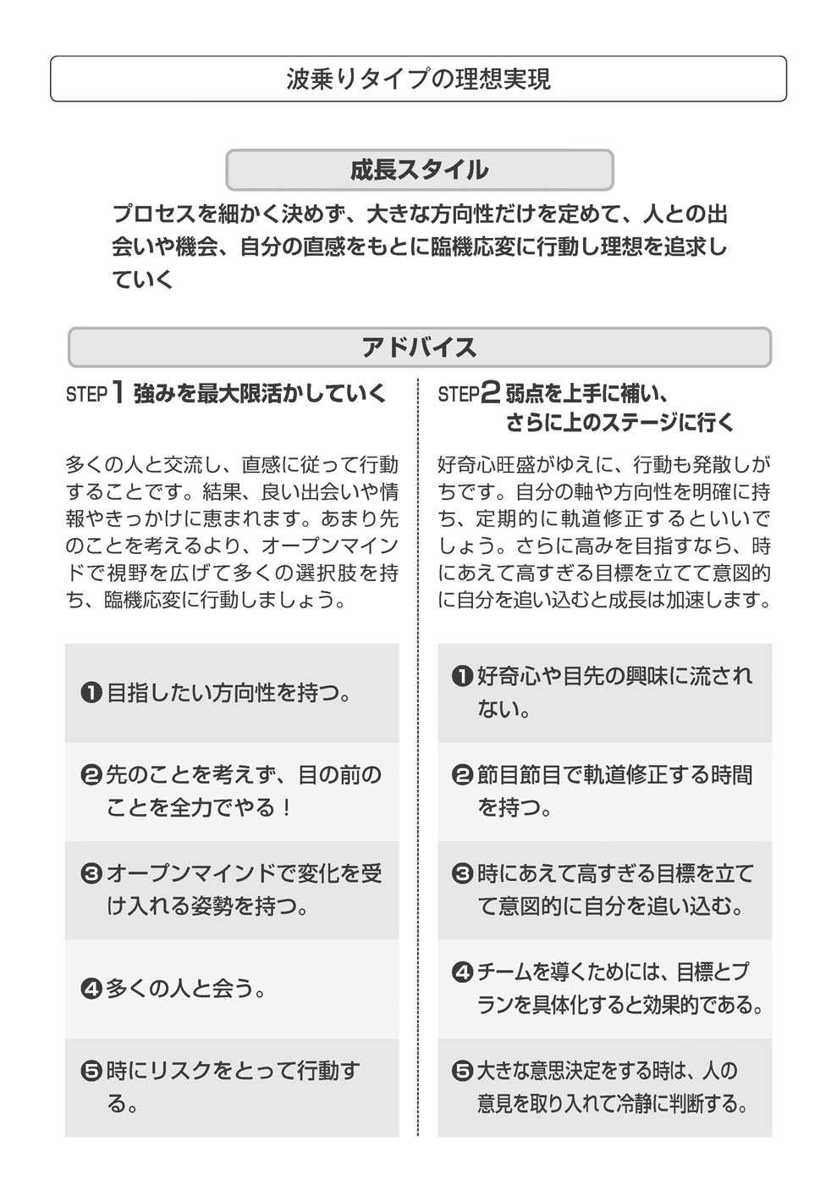 波乗りタイプの理想実現
成長スタイル
プロセスを細かく決めず、大きな方向性だけを定めて、人との出
会いや機会、自分の直感をもとに臨機応変に行動し理想を追求し
ていく
アドバイス
STEP1 強みを最大限活かしていく
多くの人と交流し、直感に従って行動
することです。結果、良い出会いや情
報やきっかけに恵まれます。あまり先
のことを考えるより、オープンマイン
ドで視野を広げて多くの選択肢を持
ち、臨機応変に行動しましょう。
❶目指したい方向性を持つ。
❷先のことを考えず、目の前の
ことを全力でやる！
❸オープンマインドで変化を受
け入れる姿勢を持つ。
❹多くの人と会う。
❺時にリスクをとって行動す
る。
STEP2 弱点を上手に補い、
さらに上のステージに行く
好奇心旺盛がゆえに、行動も発散しが
ちです。自分の軸や方向性を明確に持
ち、定期的に軌道修正するといいで
しょう。さらに高みを目指すなら、時
にあえて高すぎる目標を立てて意図的
に自分を追い込むと成長は加速します。
❶好奇心や目先の興味に流され
ない。
❷節目節目で軌道修正する時間
を持つ。
❸時にあえて高すぎる目標を立て
て意図的に自分を追い込む。
❹チームを導くためには、目標とプ
ランを具体化すると効果的である。
❺大きな意思決定をする時は、人の
意見を取り入れて冷静に判断する。